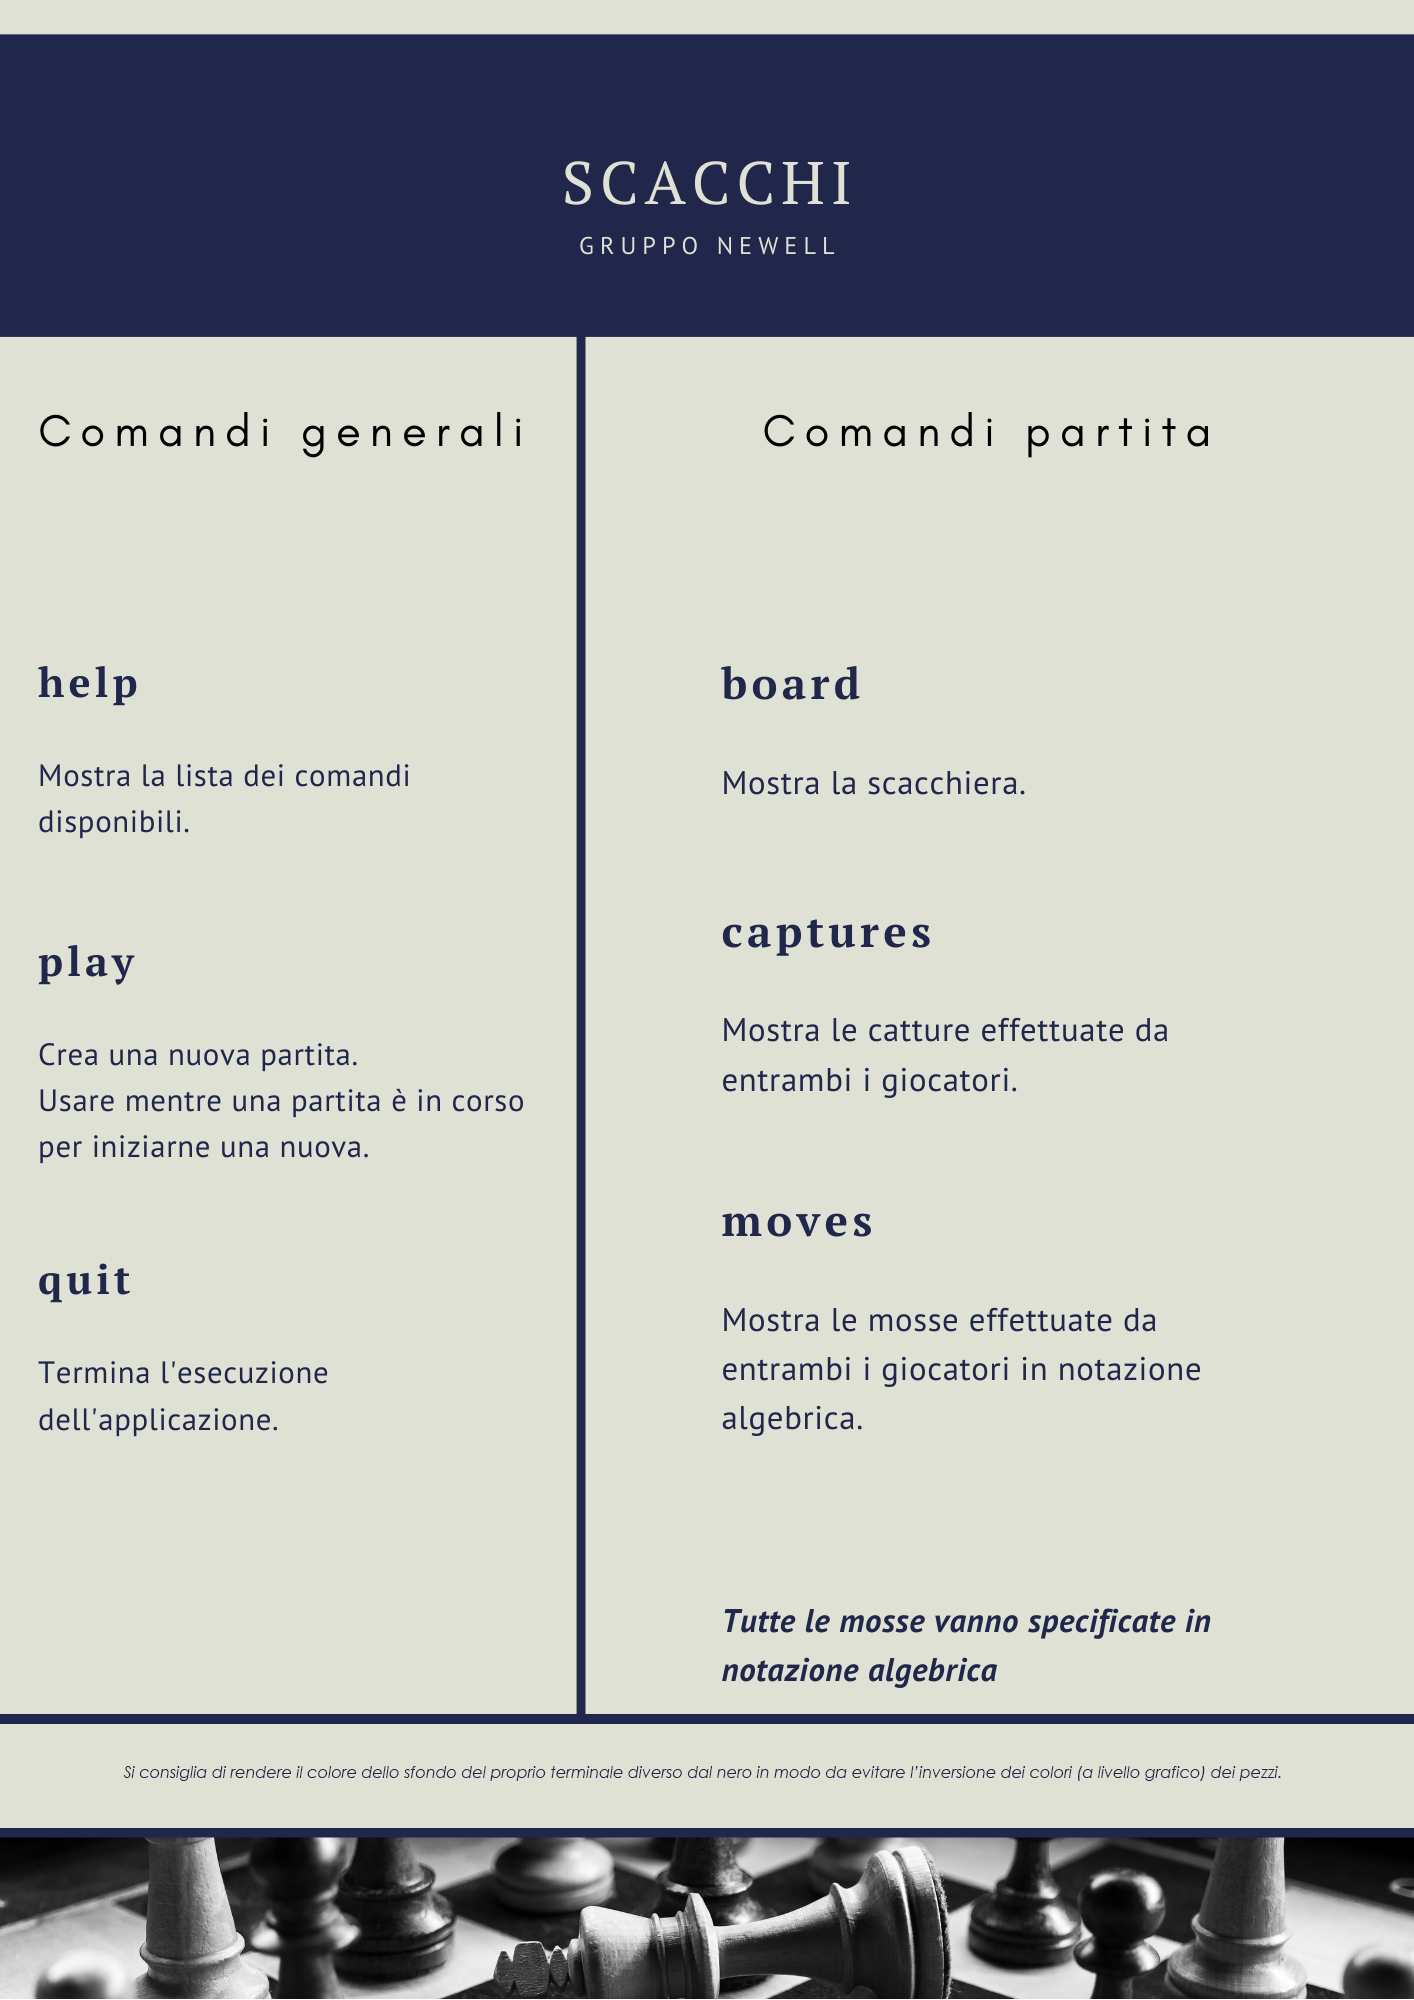 SCACCHI
GRUPPO NEWELL
Comandi generali
help
Mostra la lista dei comandi
disponibili.
play
Crea una nuova partita.
Usare mentre una partita è in corso
per iniziarne una nuova.
quit
Termina l'esecuzione
dell'applicazione.
Comandi partita
board
Mostra la scacchiera.
captures
Mostra le catture effettuate da
entrambi i giocatori.
moves
Mostra le mosse effettuate da
entrambi i giocatori in notazione
algebrica.
Tutte le mosse vanno specificate in
notazione algebrica
Si consiglia di rendere il colore dello sfondo del proprio terminale diverso dal nero in modo da evitare l'inversione dei colori (a livello grafico) dei pezzi.